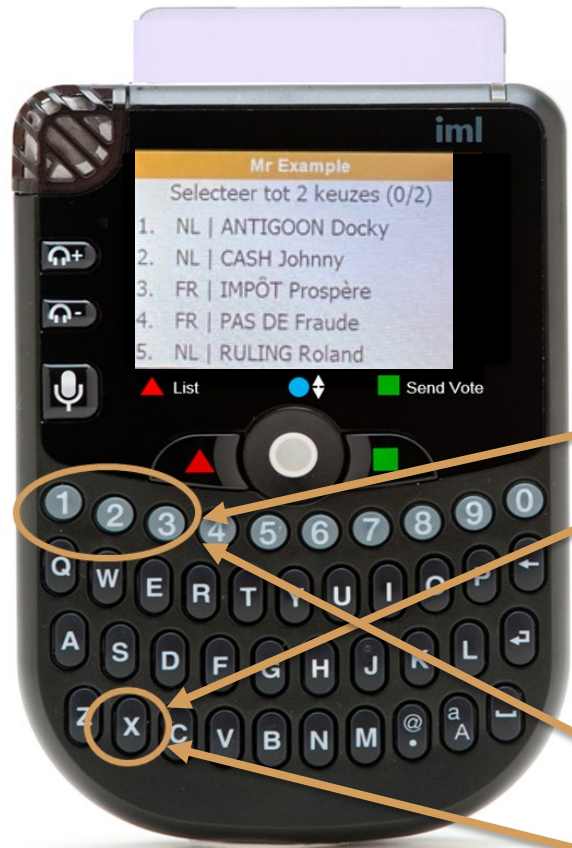 iml
Mr Example
Selecteer tot 2 keuzes (0/2)
1. NL | ANTIGOON Docky
2. NL | CASH Johnny
3. FR | IMPÔT Prospère
4. FR | PAS DE Fraude
5. NL | RULING Roland
List
Send Vote
1 2 3 4 5 6 7 8 9 0
Q W E R T Y U I O P
A S D F G H J K L
Z X C V B N M @ . a A